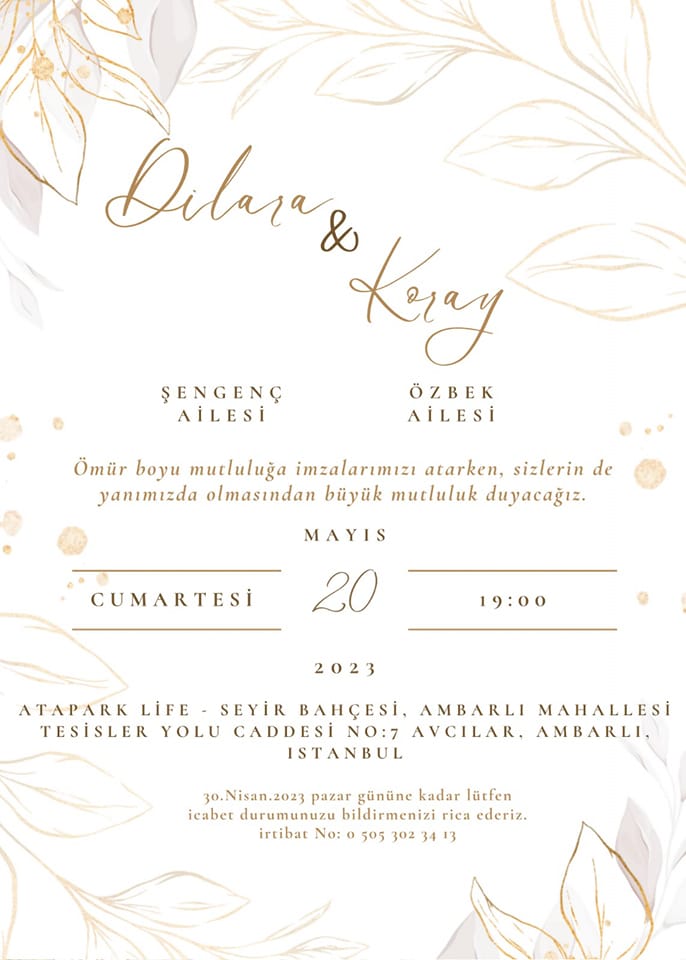 Dilara
&
Koray
ŞENGENÇ
AİLESİ
ÖZBEK
AİLESİ
Ömür boyu mutluluğa imzalarımızı atarken, sizlerin de
yanımızda olmasından büyük mutluluk duyacağız.
MAYIS
CUMARTESİ 20 19:00
2023
ATAPARK LİFE - SEYİR BAHÇESİ, AMBARLI MAHALLESİ
TESİSLER YOLU CADDESİ NO:7 AVCILAR, AMBARLI,
ISTANBUL
30.Nisan.2023 pazar gününe kadar lütfen
icabet durumunuzu bildirmenizi rica ederiz.
irtibat No: 0 505 302 34 13